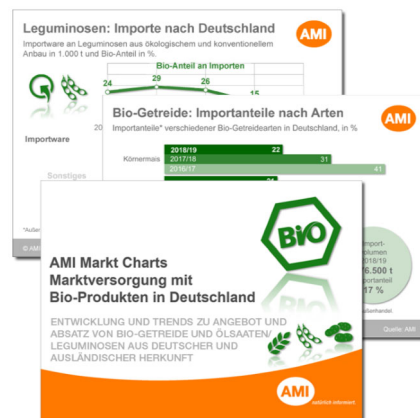 Leguminosen: Importe nach Deutschland
Importware an Leguminosen aus ökologischem und konventionellem
Anbau in 1.000 t und Bio-Anteil in %.
AMI
Bio-Anteil an Importen
24 29 26 15
20
Importware
Sonstiges
© AMI
Bio-Getreide: Importanteile nach Arten
Importanteile* verschiedener Bio-Getreidearten in Deutschland, in %
AMI
2018/19 22
Körnermais 2017/18 31
2016/17 41
2018/19
17 %
Quelle: AMI
BIO
AMI Markt Charts
Marktversorgung mit
Bio-Produkten in Deutschland
ENTWICKLUNG UND TRENDS ZU ANGEBOT UND
ABSATZ VON BIO-GETREIDE UND ÖLSAATEN/
LEGUMINOSEN AUS DEUTSCHER UND
AUSLÄNDISCHER HERKUNFT
AMI
natürlich informiert.